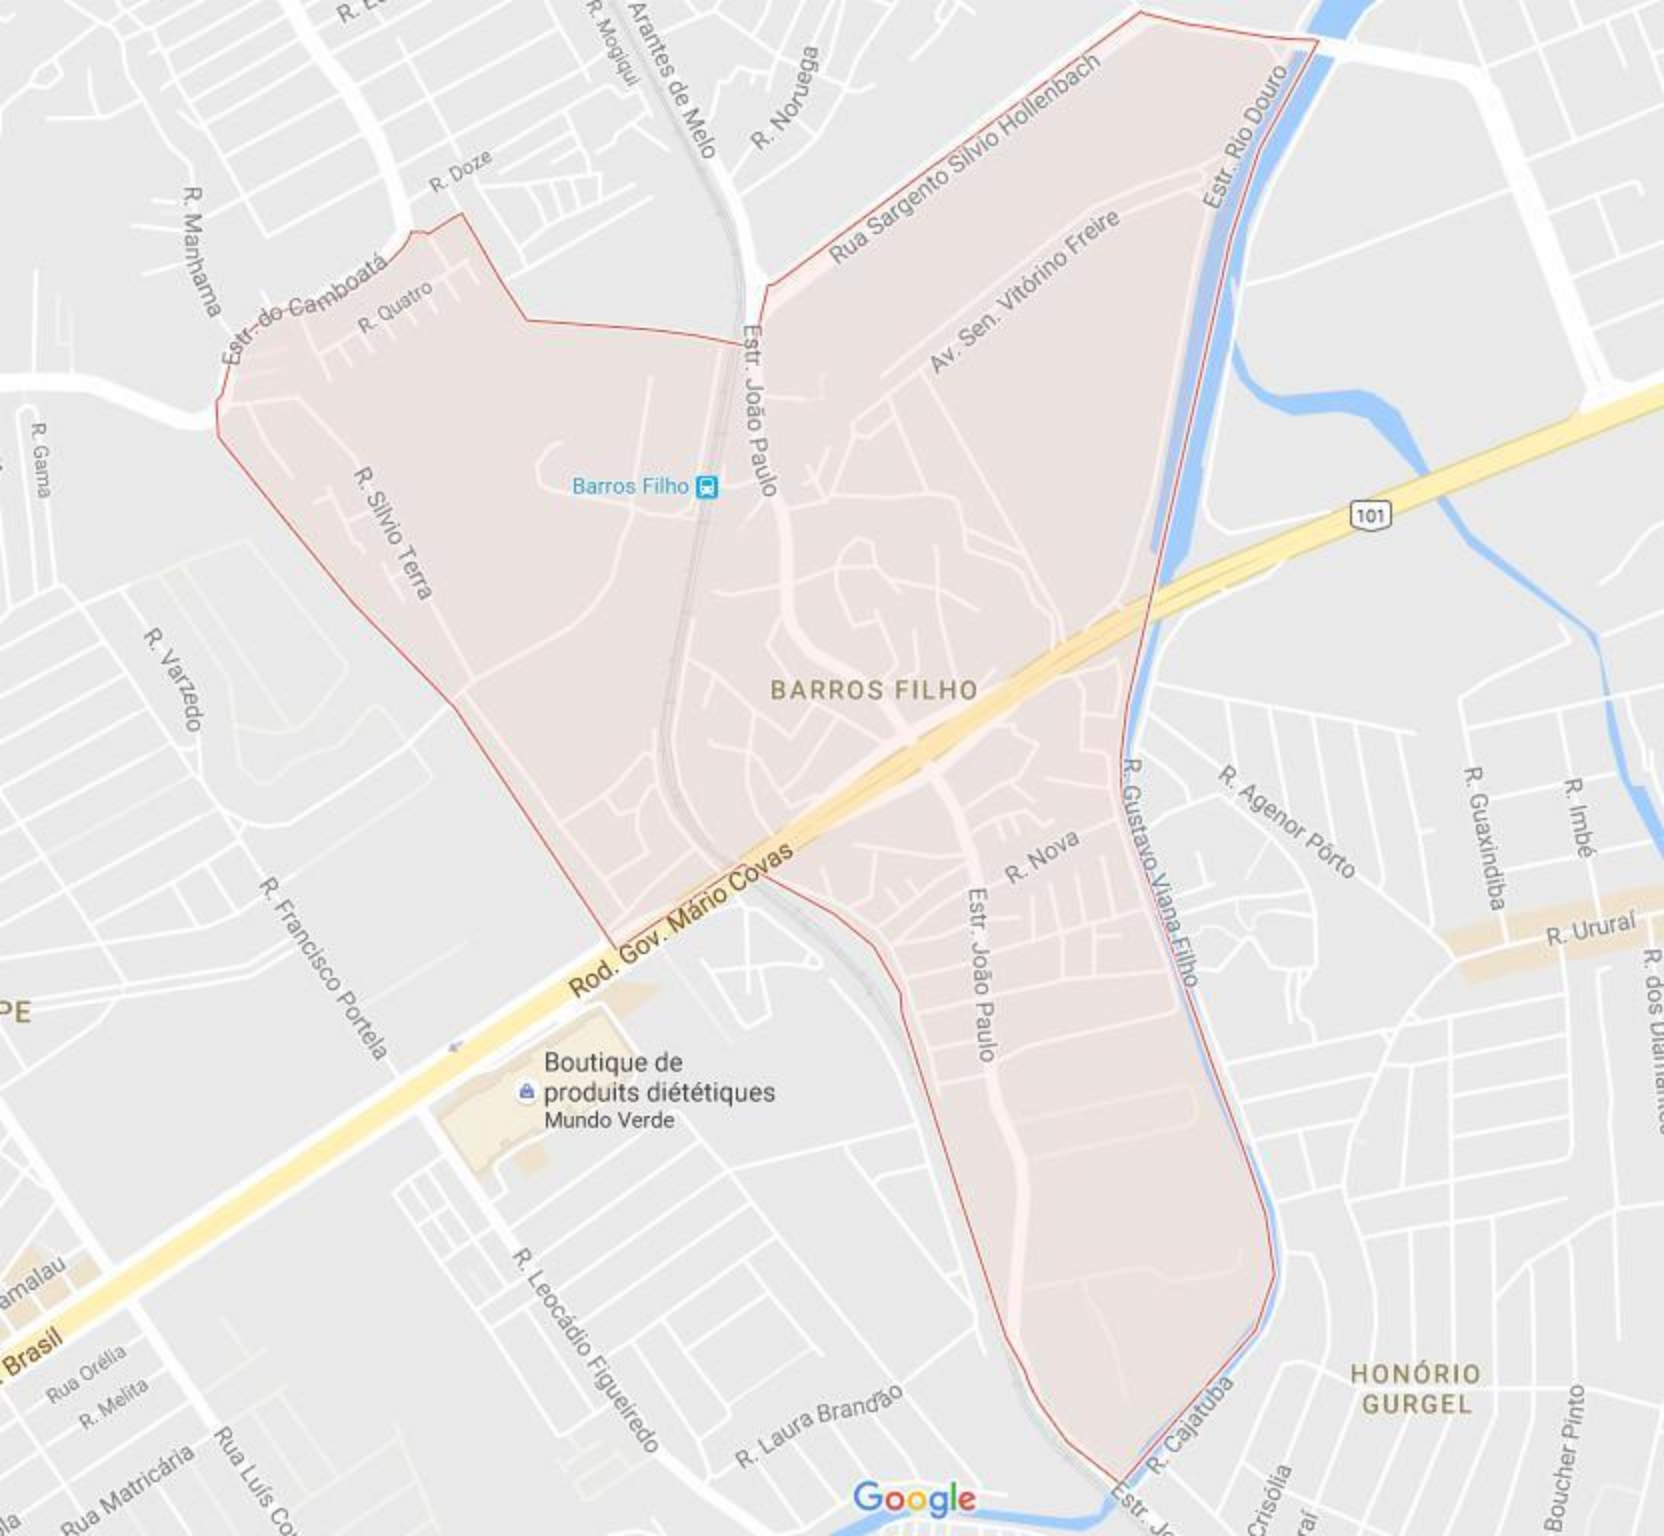 R. Mogiqui
Arantes de Melo
R. Noruega
R. Doze
R. Manhama
Estr. do Camboatá
R. Quatro
Rua Sargento Silvio Hollenbach
Estr. Rio Douro
Av. Sen. Vitórino Freire
Estr. João Paulo
R. Gama
R. Silvio Terra
Barros Filho
101
R. Varzedo
BARROS FILHO
R. Gustavo Viana Filho
R. Agenor Pôrto
R. Guaxindiba
R. Imbé
R. Nova
Rod. Gov. Mário Covas
R. Francisco Portela
Estr. João Paulo
R. Ururaí
R. dos Diamantes
PE
Boutique de
produits diététiques
Mundo Verde
amalau
Brasil
Rua Orélia
R. Melita
Rua Matricária
Rua Luís Co
R. Leocádio Figueiredo
R. Laura Brandão
HONÓRIO
GURGEL
R. Cajatuba
Boucher Pinto
Crisólia
raí
Estr. Jo
Google